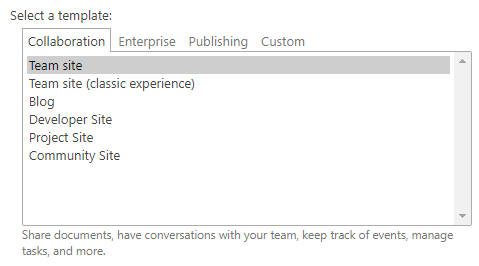 Select a template:
Collaboration Enterprise Publishing Custom
Team site
Team site (classic experience)
Blog
Developer Site
Project Site
Community Site
Share documents, have conversations with your team, keep track of events, manage
tasks, and more.